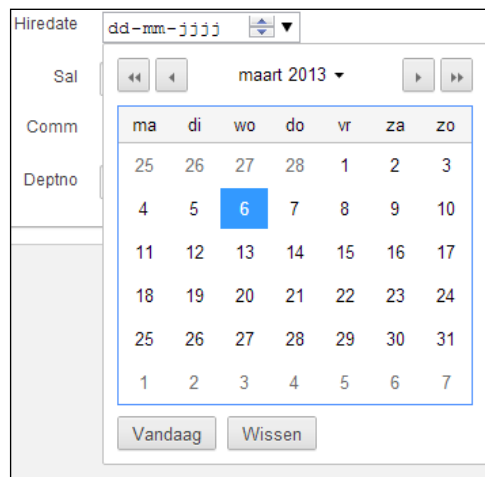 Hiredate dd-mm-jjjj
Sal maart 2013
Comm ma di wo do vr za zo
25 26 27 28 1 2 3
Deptno
4 5 6 7 8 9 10
11 12 13 14 15 16 17
18 19 20 21 22 23 24
25 26 27 28 29 30 31
1 2 3 4 5 6 7
Vandaag Wissen